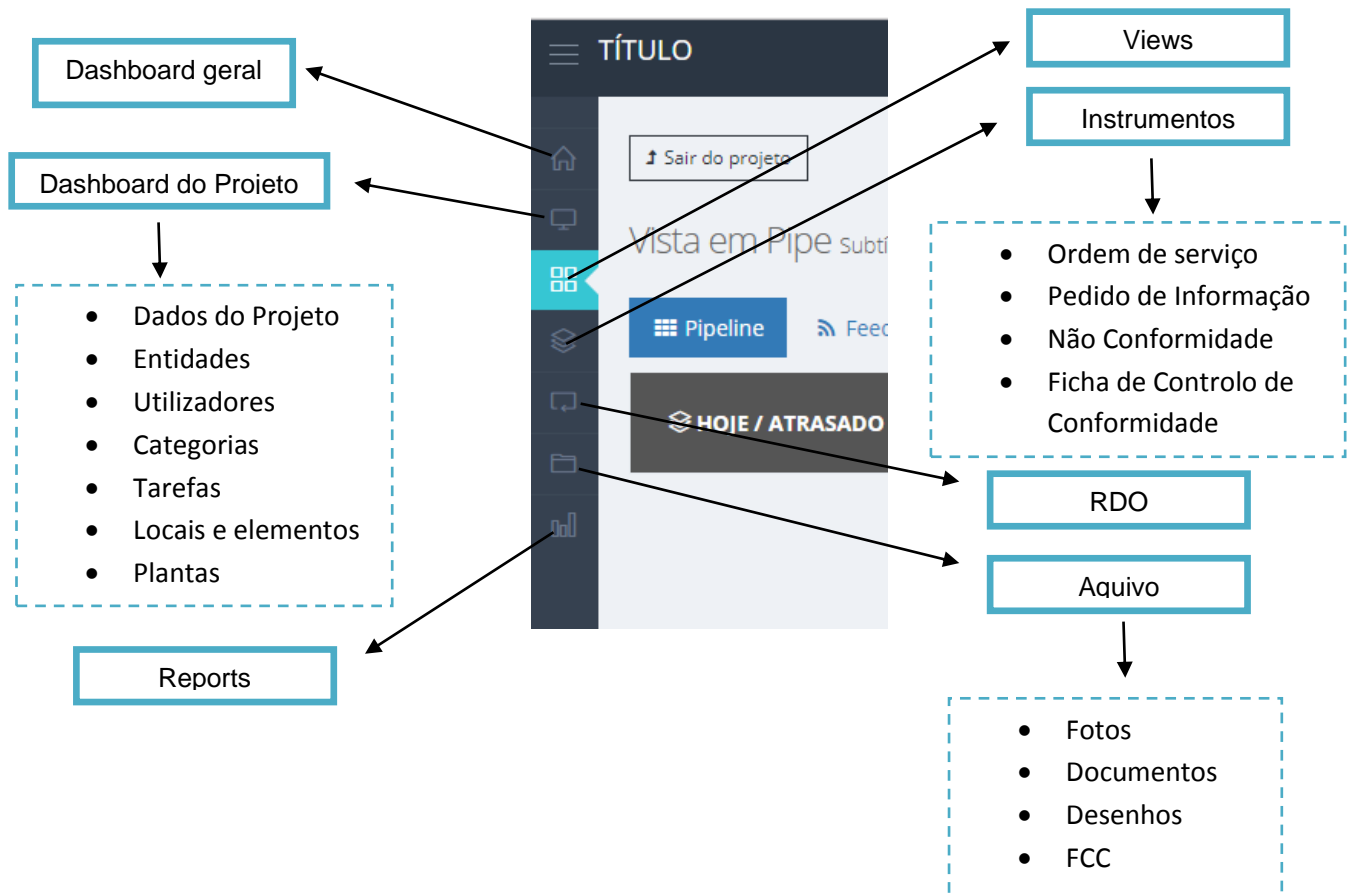 Dashboard geral
Dashboard do Projeto
Dados do Projeto
Entidades
Utilizadores
Categorias
Tarefas
Locais e elementos
Plantas
Reports
TÍTULO
Sair do projeto
Vista em Pipe Subtí
Pipeline
Feed
HOJE / ATRASADO
Views
Instrumentos
Ordem de serviço
Pedido de Informação
Não Conformidade
Ficha de Controlo de
Conformidade
RDO
Aquivo
Fotos
Documentos
Desenhos
FCC